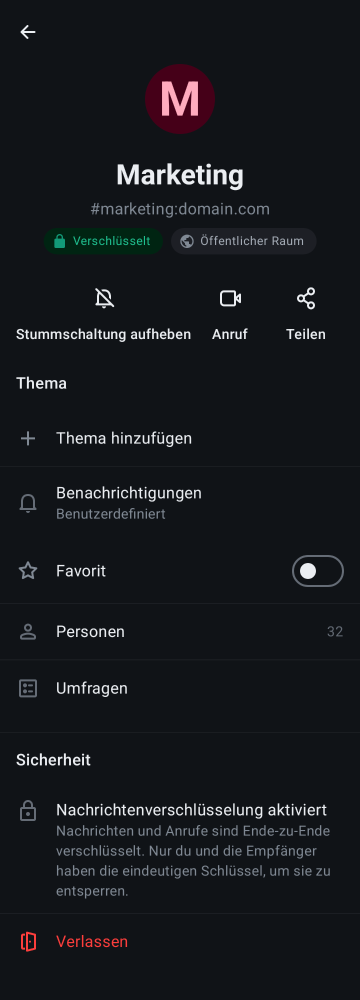 M
Marketing
#marketing:domain.com
Verschlüsselt
Öffentlicher Raum
Stummschaltung aufheben
Anruf
Teilen
Thema
Thema hinzufügen
Benachrichtigungen
Benutzerdefiniert
Favorit
Personen
32
Umfragen
Sicherheit
Nachrichtenverschlüsselung aktiviert
Nachrichten und Anrufe sind Ende-zu-Ende
verschlüsselt. Nur du und die Empfänger
haben die eindeutigen Schlüssel, um sie zu
entsperren.
Verlassen